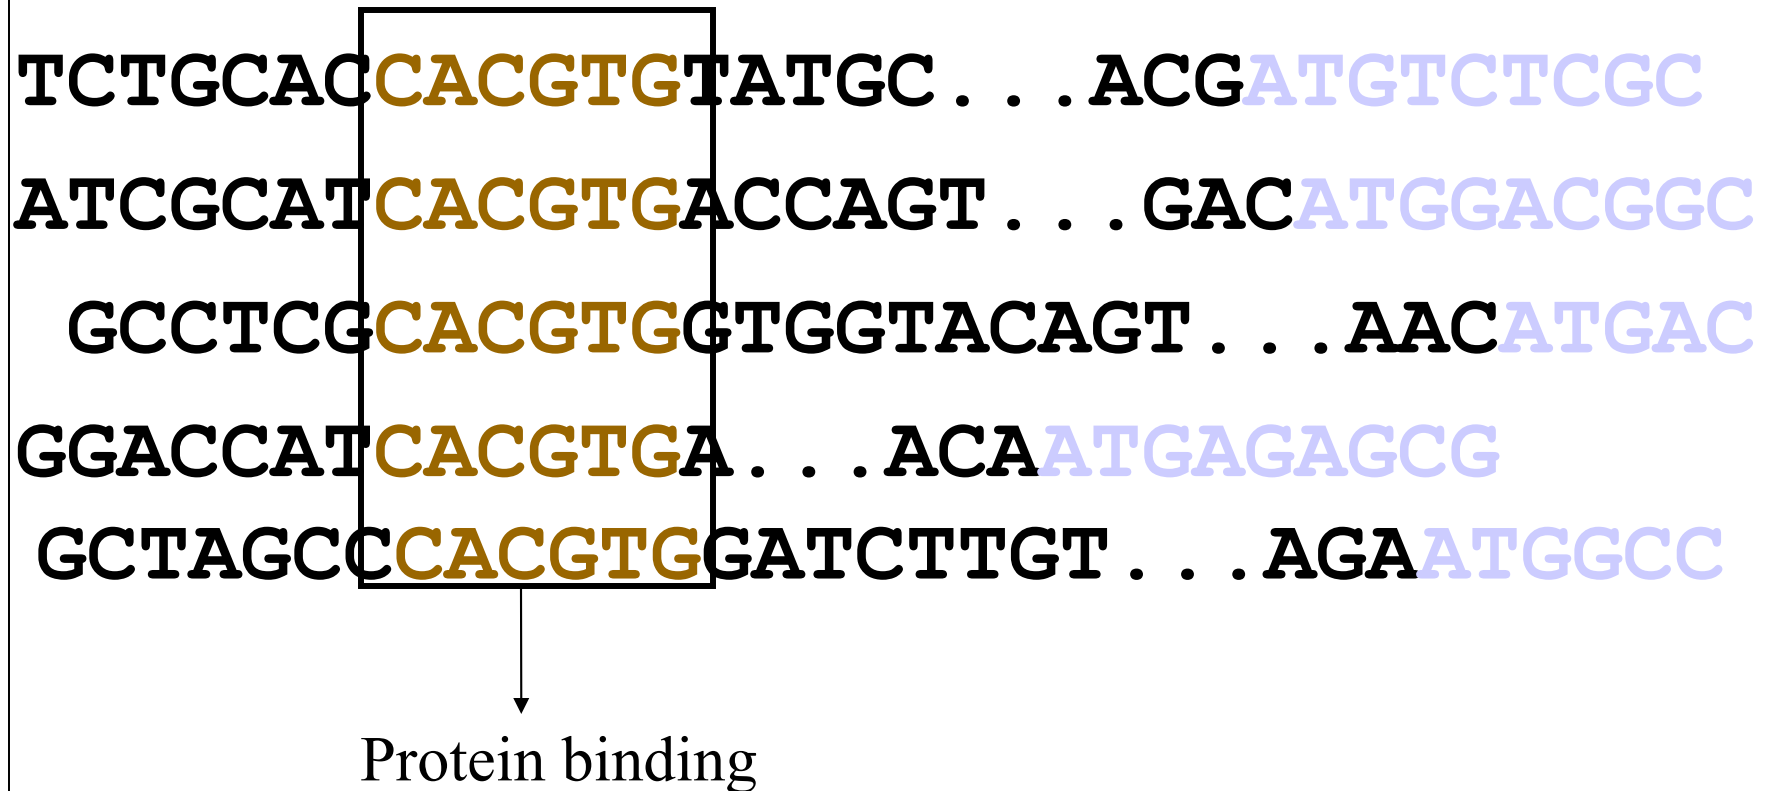 TCTGCACCACGTGTATGC...ACGATGTCTCGC
ATCGCATCACGTGACCAGT...GACATGGACGGC
GCCTCGCACGTGGTGGTACAGT...AACATGAC
GGACCATCACGTGA...ACAATGAGAGCG
GCTAGCCCACGTGGATCTTGT...AGAATGGCC
Protein binding